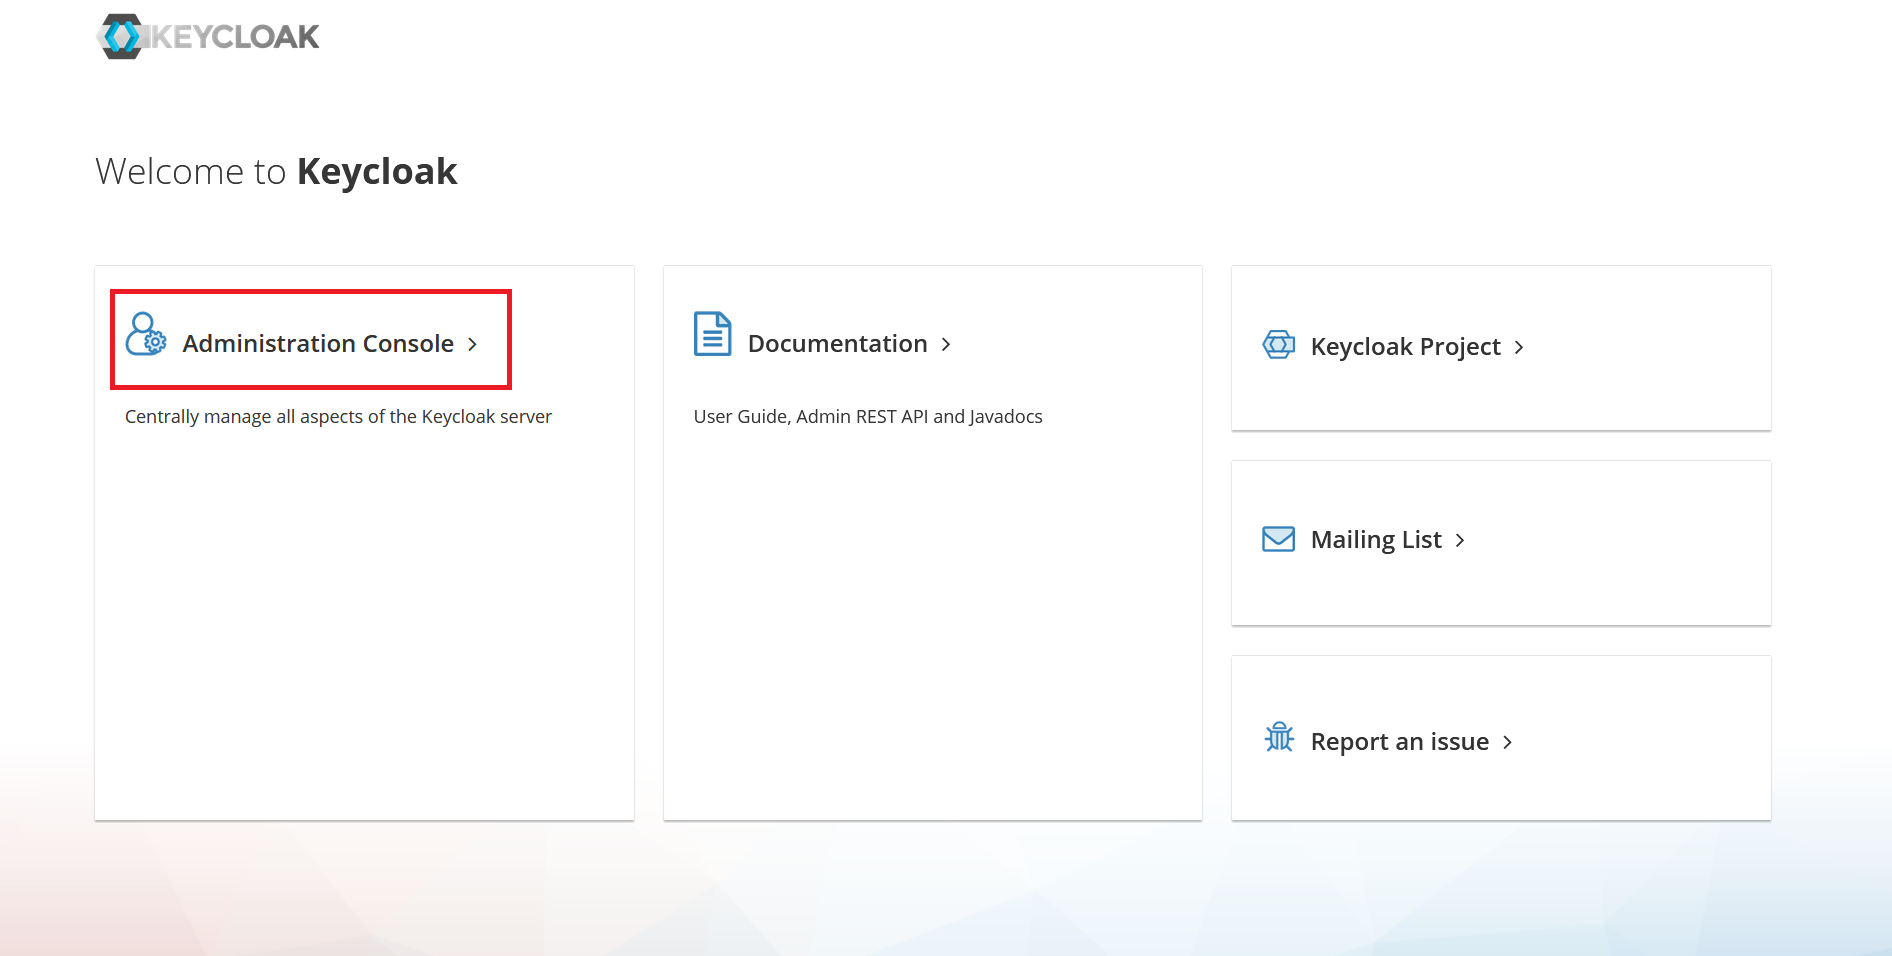 KEYCLOAK
Welcome to Keycloak
Administration Console
Centrally manage all aspects of the Keycloak server
Documentation
User Guide, Admin REST API and Javadocs
Keycloak Project
Mailing List
Report an issue